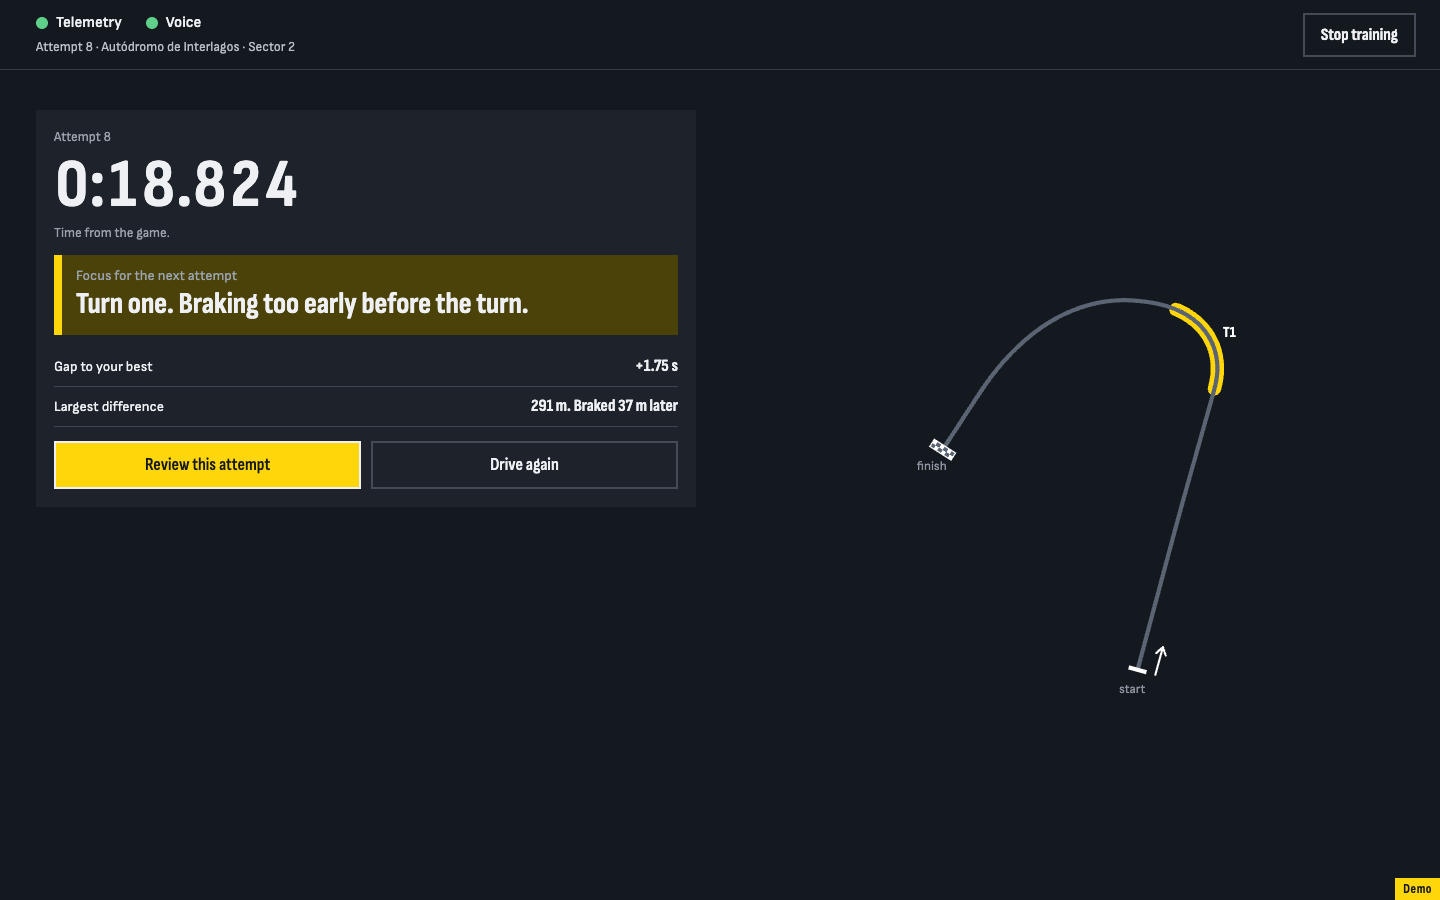 Telemetry Voice
Attempt 8 · Autódromo de Interlagos · Sector 2
Stop training
Attempt 8
0:18.824
Time from the game.
Focus for the next attempt
Turn one. Braking too early before the turn.
Gap to your best +1.75 s
Largest difference 291 m. Braked 37 m later
Review this attempt Drive again
T1
finish
start
Demo